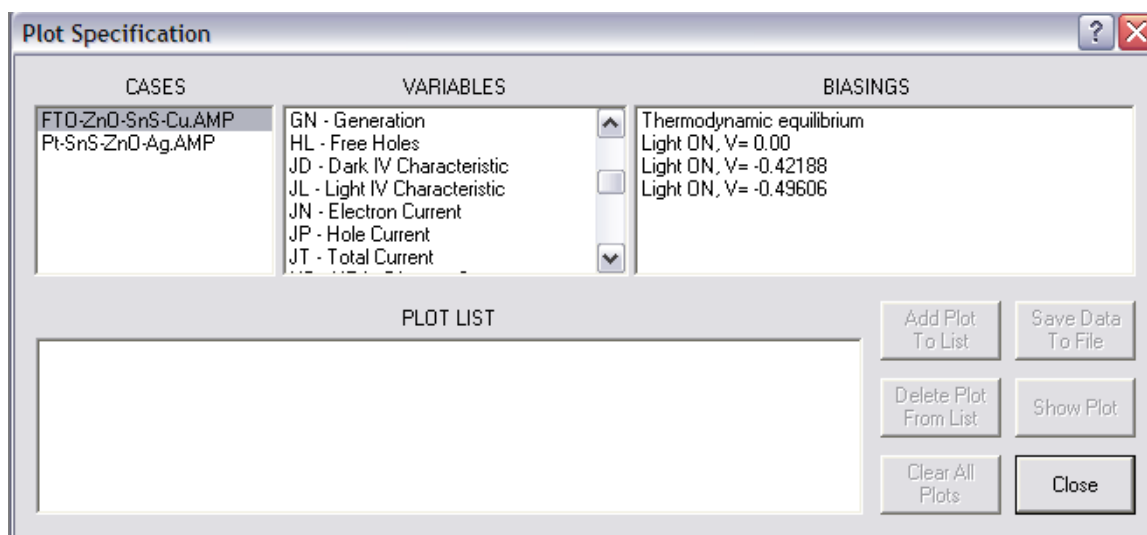 Plot Specification
CASES
VARIABLES
BIASINGS
FTO-ZnO-SnS-Cu.AMP
Pt-SnS-ZnO-Ag.AMP
GN - Generation
HL - Free Holes
JD - Dark IV Characteristic
JL - Light IV Characteristic
JN - Electron Current
JP - Hole Current
JT - Total Current
Thermodynamic equilibrium
Light ON, V= 0.00
Light ON, V= -0.42188
Light ON, V= -0.49606
PLOT LIST
Add Plot
To List
Save Data
To File
Delete Plot
From List
Show Plot
Clear All
Plots
Close